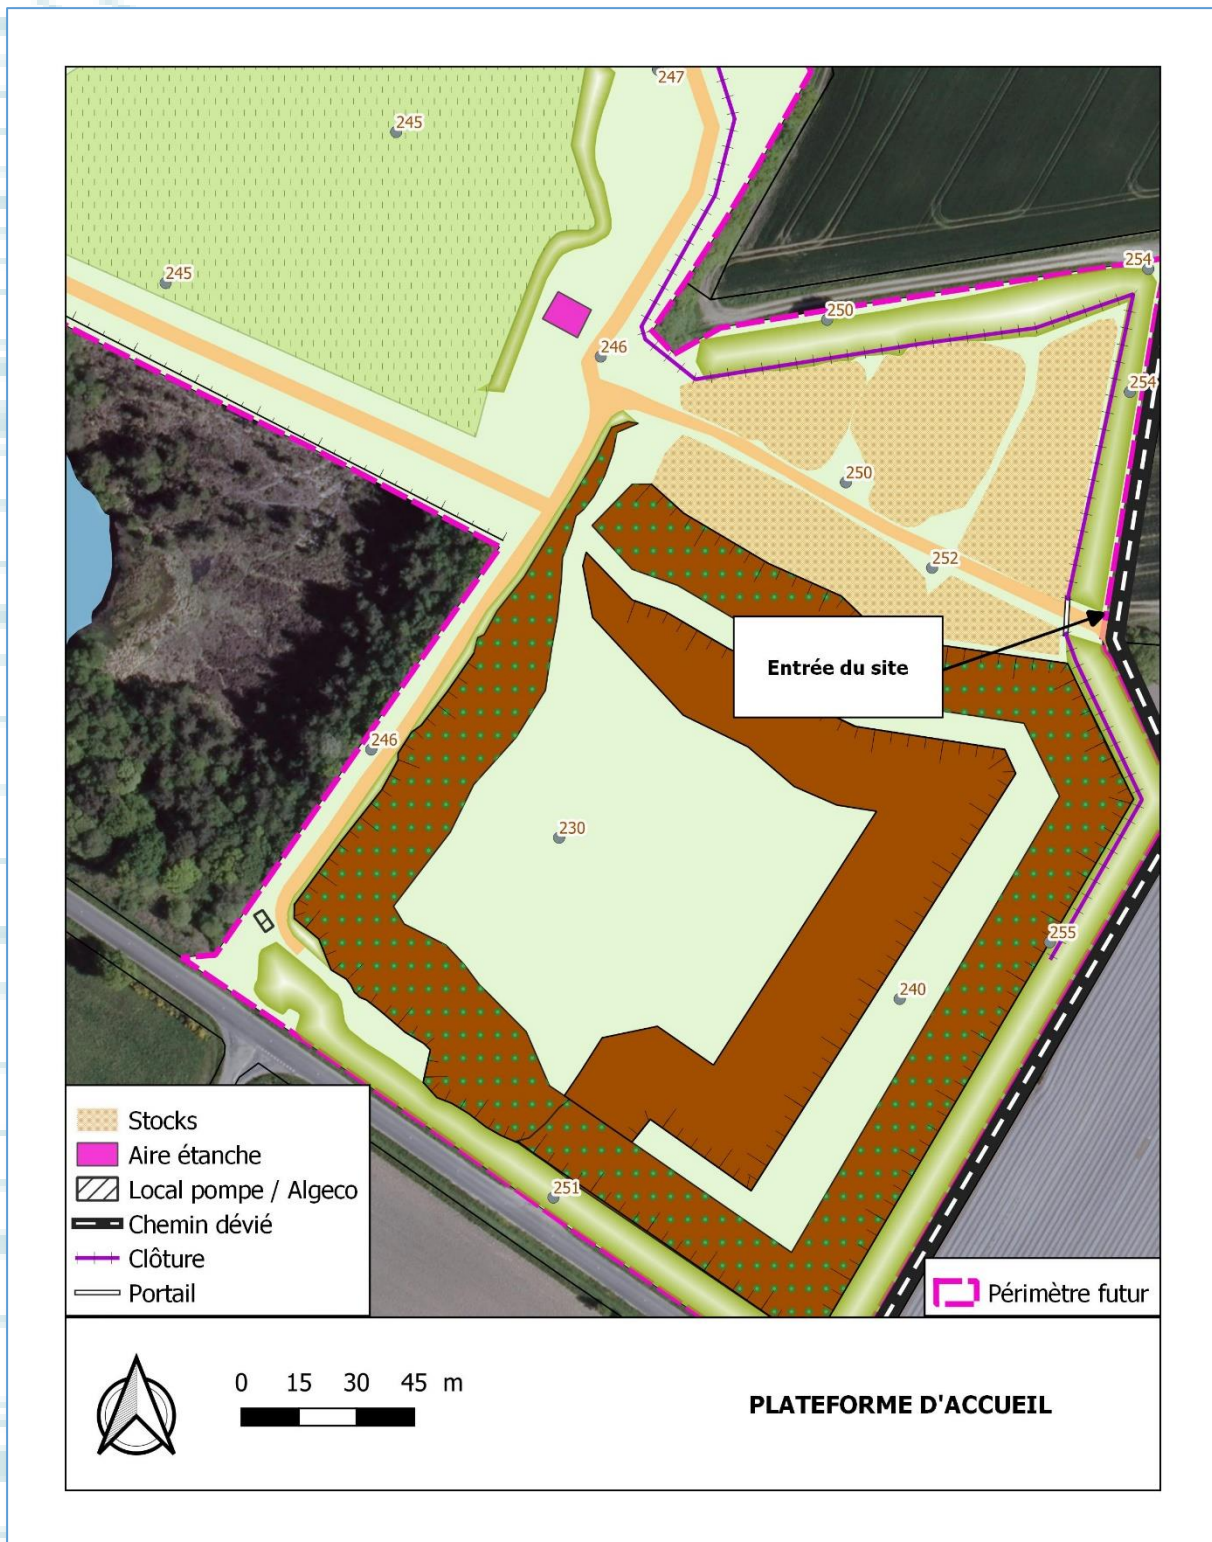 247
245
254
245
250
246
254
250
252
Entrée du site
246
230
255
240
251
Stocks
Aire étanche
Local pompe / Algeco
Chemin dévié
Clôture
Portail
Périmètre futur
0 15 30 45 m
PLATEFORME D'ACCUEIL